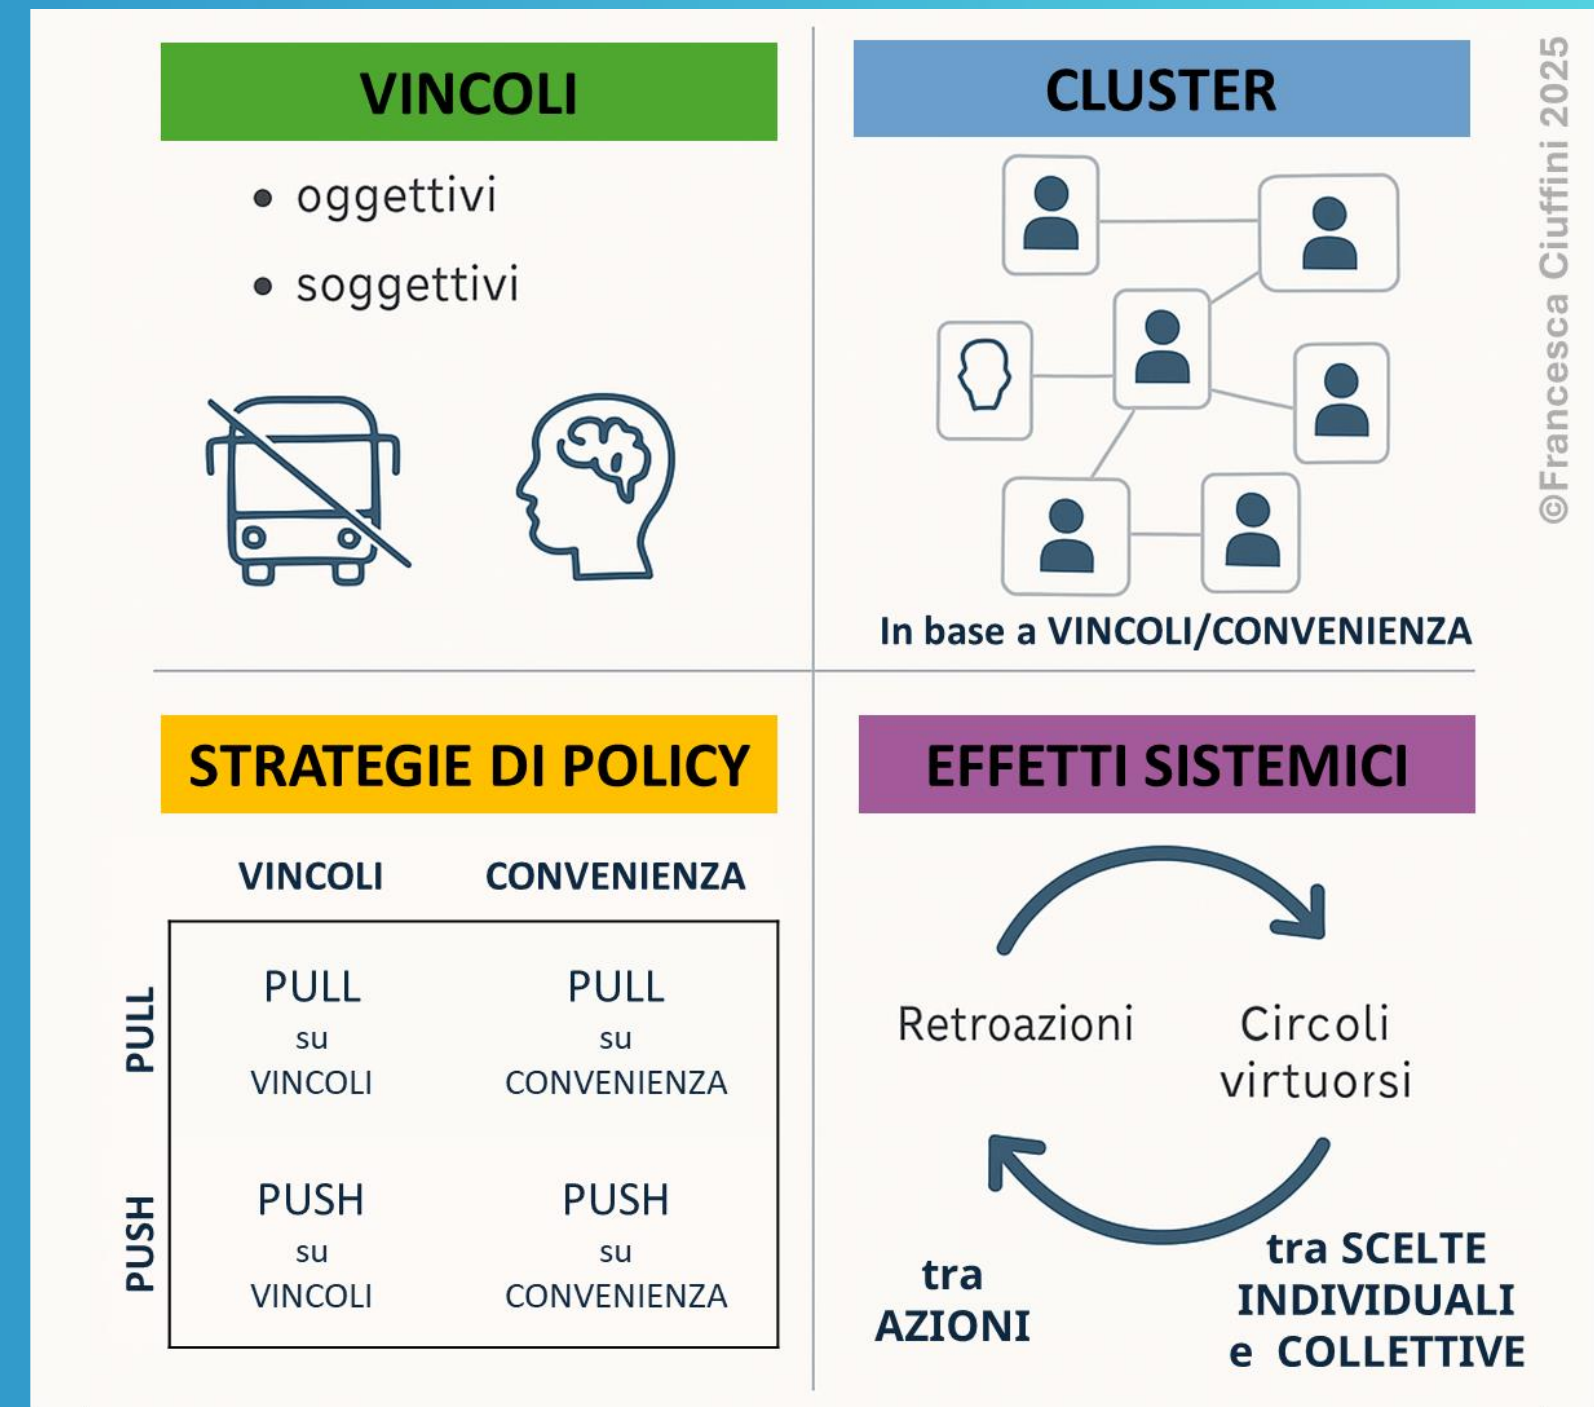 VINCOLI
• oggettivi
• soggettivi
CLUSTER
In base a VINCOLI/CONVENIENZA
STRATEGIE DI POLICY
VINCOLI CONVENIENZA
PULL
PULL
su
VINCOLI
PULL
su
CONVENIENZA
PUSH
PUSH
su
VINCOLI
PUSH
su
CONVENIENZA
EFFETTI SISTEMICI
Retroazioni
Circoli
virtuorsi
tra
AZIONI
tra SCELTE
INDIVIDUALI
e COLLETTIVE
©Francesca Ciuffini 2025